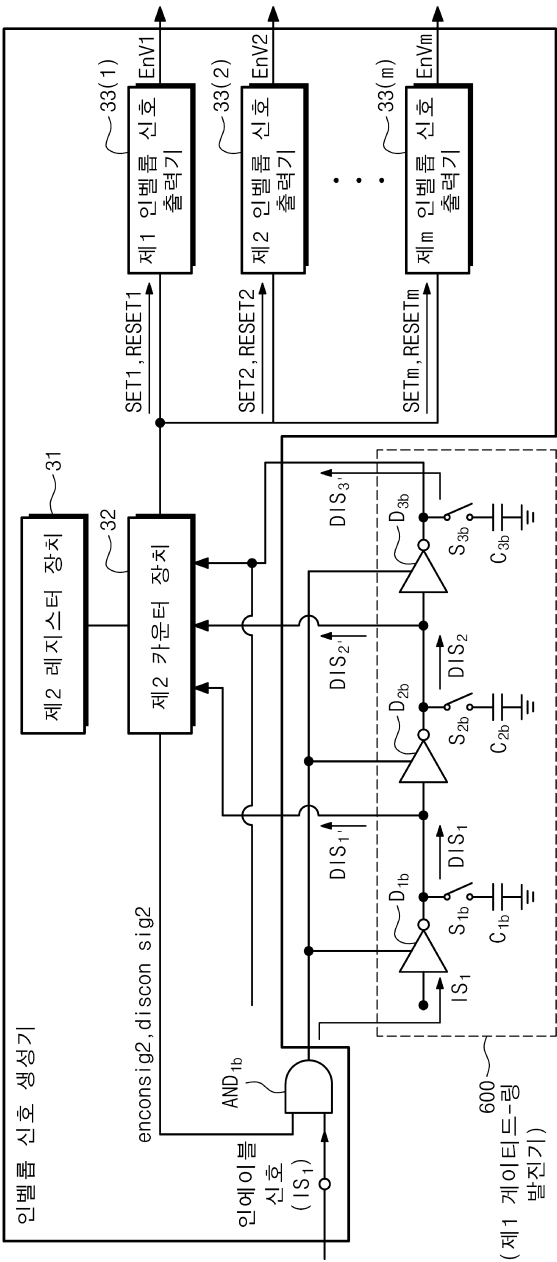 인벨롭 신호 생성기
제2 레지스터 장치
31
제2 카운터 장치
32
enconsig2,discon sig2
SET1,RESET1
제1 인벨롭 신호
출력기
33(1)
EnV1
SET2,RESET2
제2 인벨롭 신호
출력기
33(2)
EnV2
SETm,RESETm
제m 인벨롭 신호
출력기
33(m)
EnVm
인에이블
신호
(IS₁)
AND₁b
IS₁
D₁b
S₁b
C₁b
DIS₁
DIS₁'
D₂b
S₂b
C₂b
DIS₂
DIS₂'
D₃b
S₃b
C₃b
DIS₃'
600
(제1 게이티드-링
발진기)